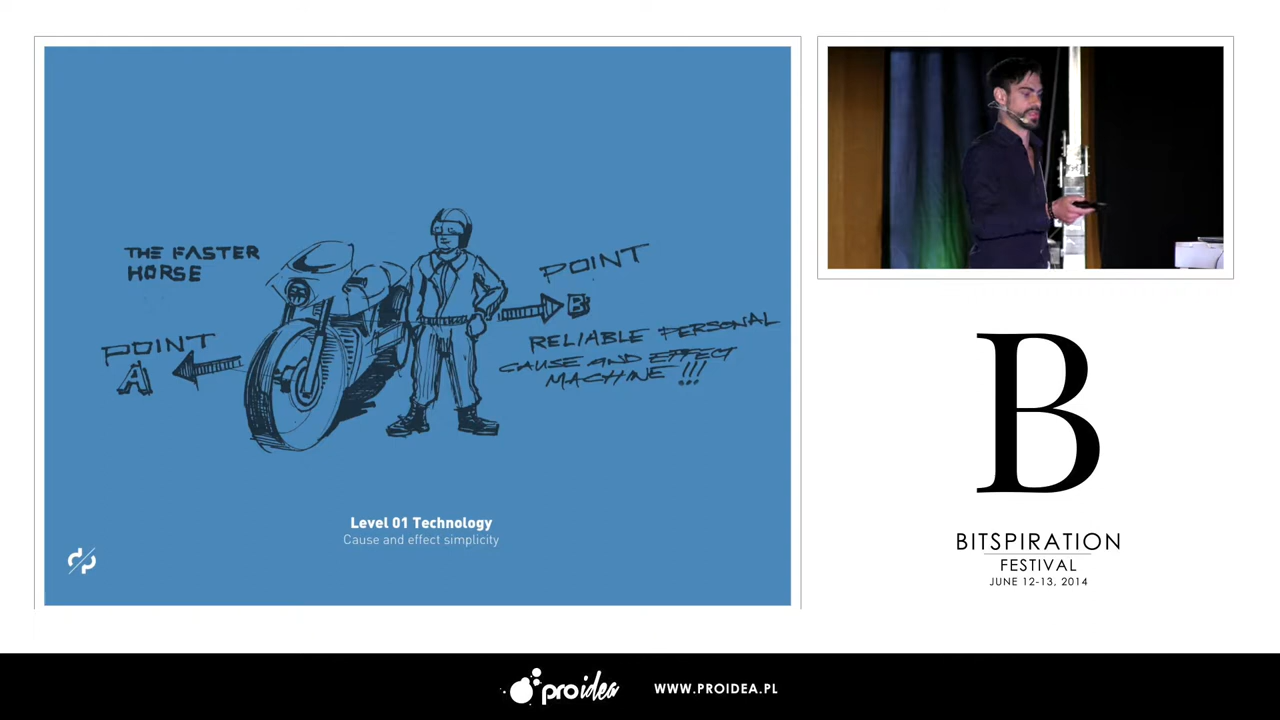 THE FASTER
HORSE
POINT
A
POINT
B
RELIABLE PERSONAL
CAUSE AND EFFECT
MACHINE!!!
Level 01 Technology
Cause and effect simplicity
B
BITSPIRATION
FESTIVAL
JUNE 12-13, 2014
proidea
WWW.PROIDEA.PL